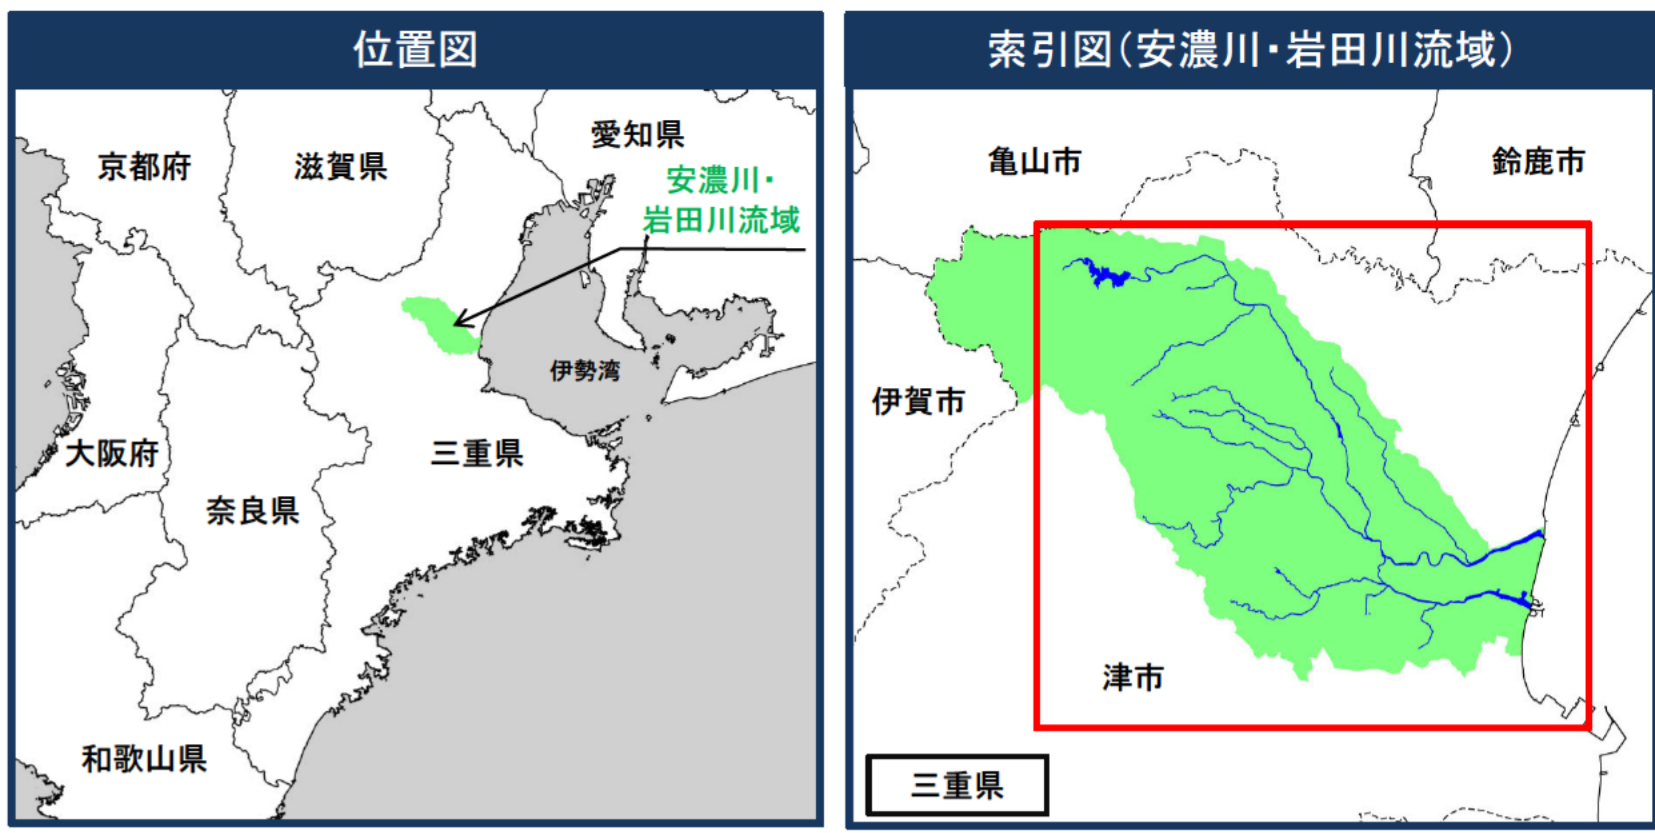 位置図
京都府
滋賀県
愛知県
安濃川・
岩田川流域
伊勢湾
大阪府
三重県
奈良県
和歌山県
索引図（安濃川・岩田川流域）
亀山市
鈴鹿市
伊賀市
津市
三重県